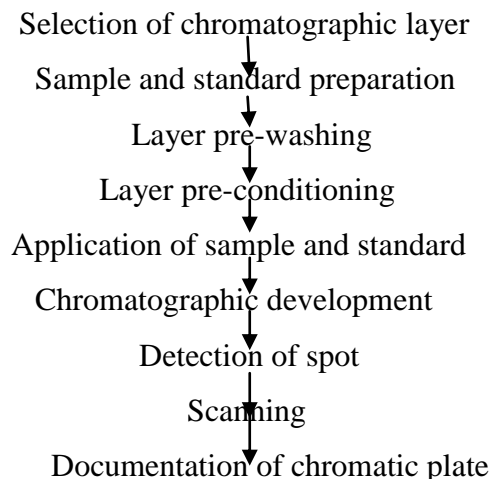 Selection of chromatographic layer
Sample and standard preparation
Layer pre-washing
Layer pre-conditioning
Application of sample and standard
Chromatographic development
Detection of spot
Scanning
Documentation of chromatic plate